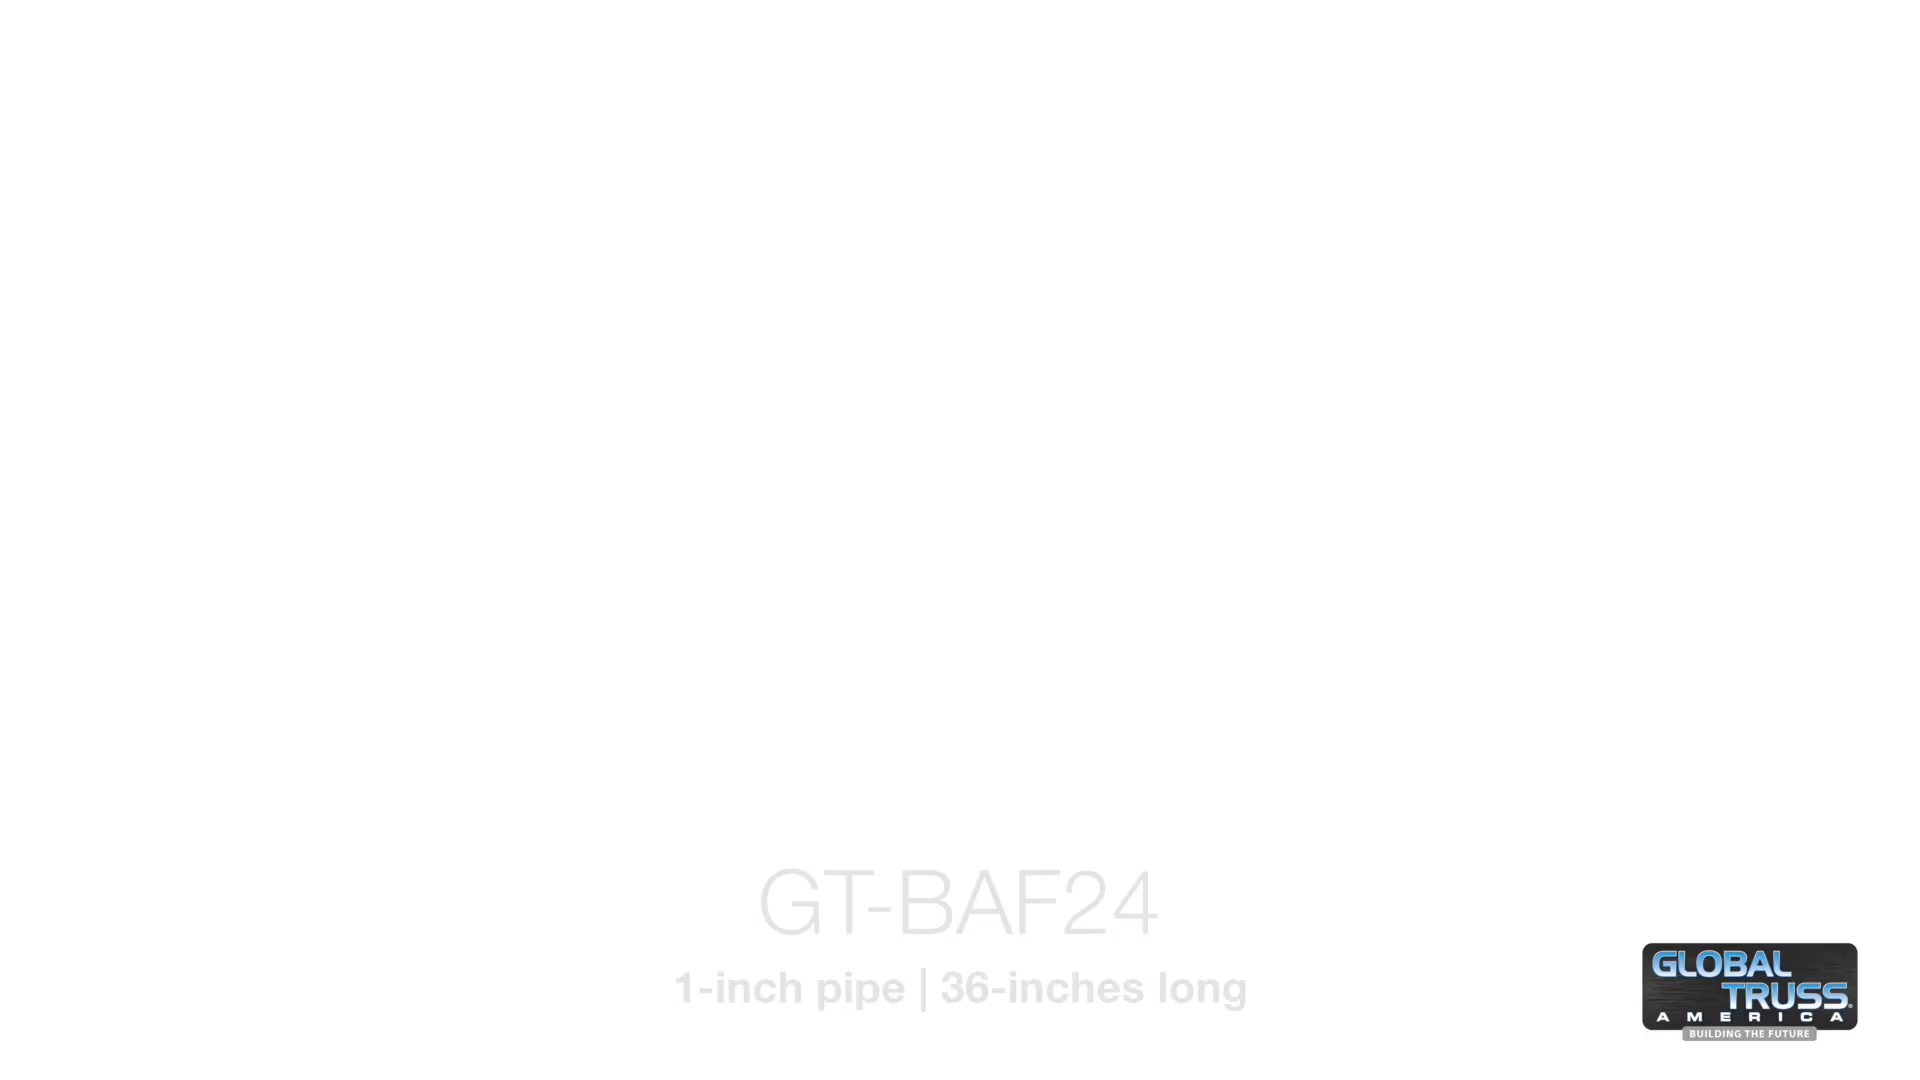 GT-BAF24
1-inch pipe | 36-inches long
GLOBAL
TRUSS®
AMERICA
BUILDING THE FUTURE